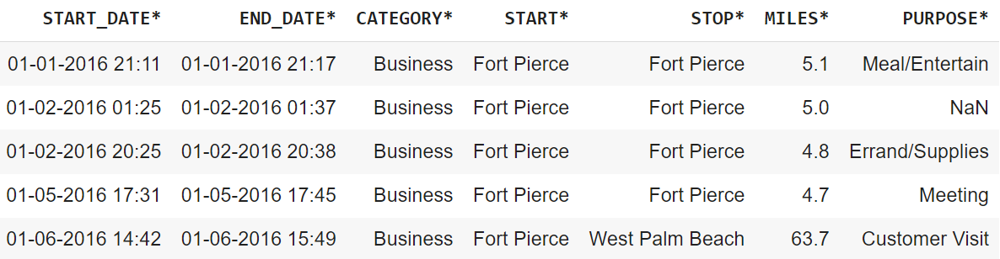 START_DATE* END_DATE* CATEGORY* START* STOP* MILES* PURPOSE*
01-01-2016 21:11 01-01-2016 21:17 Business Fort Pierce Fort Pierce 5.1 Meal/Entertain
01-02-2016 01:25 01-02-2016 01:37 Business Fort Pierce Fort Pierce 5.0 NaN
01-02-2016 20:25 01-02-2016 20:38 Business Fort Pierce Fort Pierce 4.8 Errand/Supplies
01-05-2016 17:31 01-05-2016 17:45 Business Fort Pierce Fort Pierce 4.7 Meeting
01-06-2016 14:42 01-06-2016 15:49 Business Fort Pierce West Palm Beach 63.7 Customer Visit